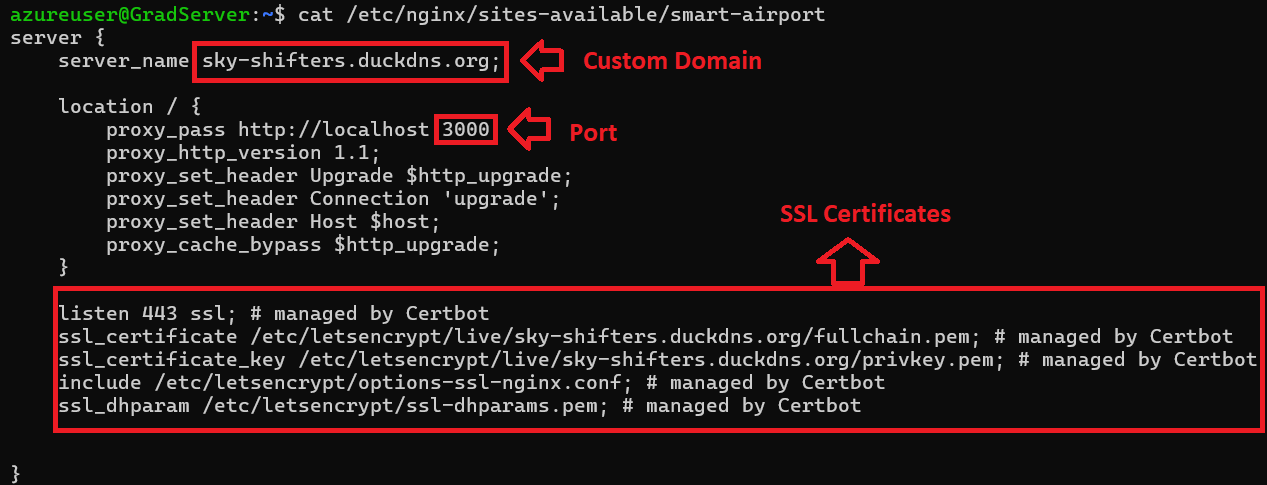 azureuser@GradServer:~$ cat /etc/nginx/sites-available/smart-airport
server {
    server_name sky-shifters.duckdns.org;
Custom Domain
    location / {
        proxy_pass http://localhost 3000
Port
        proxy_http_version 1.1;
        proxy_set_header Upgrade $http_upgrade;
        proxy_set_header Connection 'upgrade';
        proxy_set_header Host $host;
        proxy_cache_bypass $http_upgrade;
    }
SSL Certificates
    listen 443 ssl; # managed by Certbot
    ssl_certificate /etc/letsencrypt/live/sky-shifters.duckdns.org/fullchain.pem; # managed by Certbot
    ssl_certificate_key /etc/letsencrypt/live/sky-shifters.duckdns.org/privkey.pem; # managed by Certbot
    include /etc/letsencrypt/options-ssl-nginx.conf; # managed by Certbot
    ssl_dhparam /etc/letsencrypt/ssl-dhparams.pem; # managed by Certbot
}